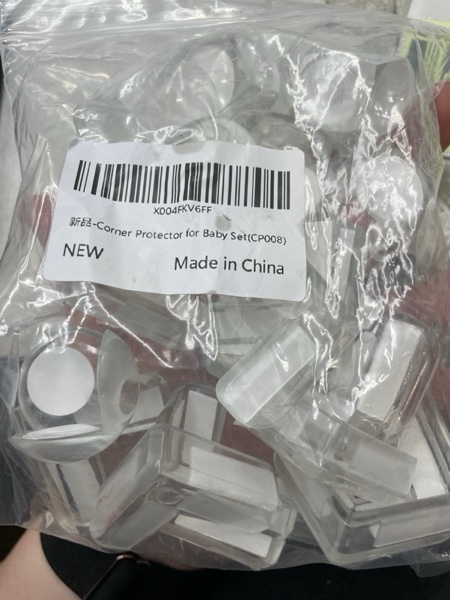 X004FKV6FF
新品-Corner Protector for Baby Set(CP008)
NEW
Made in China